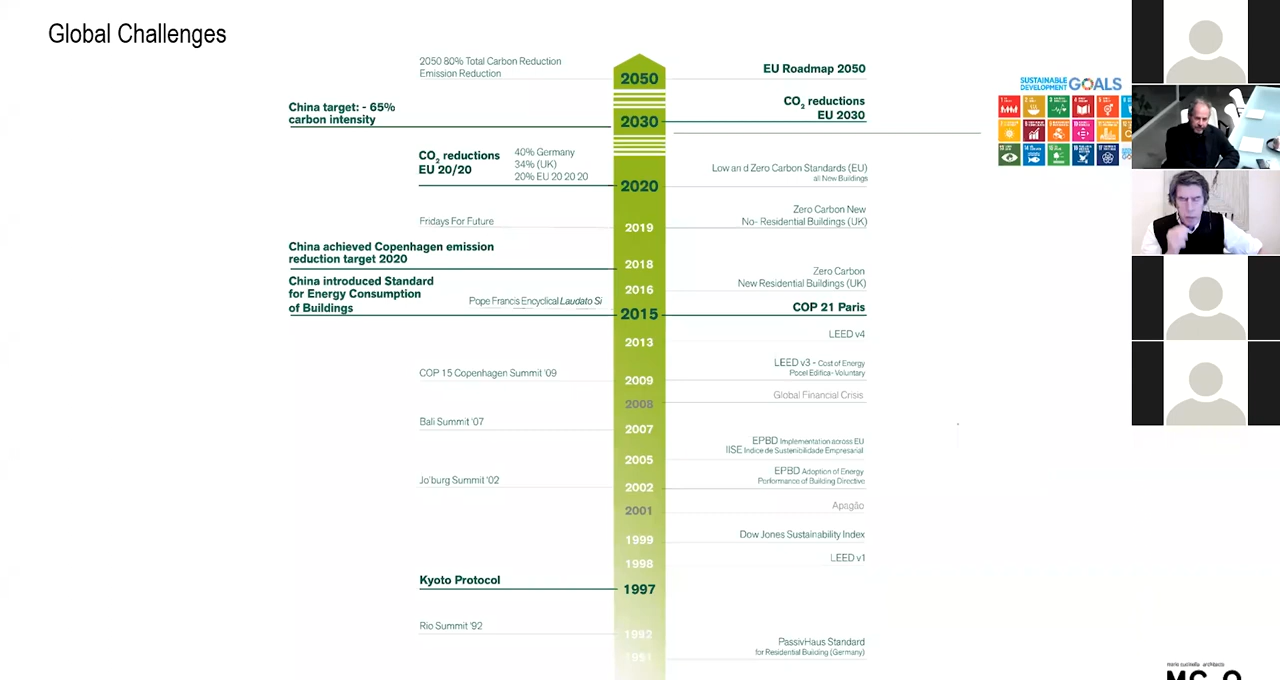 Global Challenges
2050 80% Total Carbon Reduction
Emission Reduction
2050
EU Roadmap 2050
SUSTAINABLE
DEVELOPMENT
GOALS
China target: - 65%
carbon intensity
2030
CO2 reductions
EU 2030
CO2 reductions
EU 20/20
40% Germany
34% (UK)
20% EU 20 20 20
2020
Low an d Zero Carbon Standards (EU)
all New Buildings
Fridays For Future
2019
Zero Carbon New
No- Residential Buildings (UK)
China achieved Copenhagen emission
reduction target 2020
2018
China introduced Standard
for Energy Consumption
of Buildings
2016
Zero Carbon
New Residential Buildings (UK)
Pope Francis Encyclical Laudato Si
2015
COP 21 Paris
2013
LEED v4
COP 15 Copenhagen Summit '09
2009
LEED v3 - Cost of Energy
Pocel Edifica- Voluntary
2008
Global Financial Crisis
Bali Summit '07
2007
2005
EPBD Implementation across EU
IISE Indice de Sustenibilidade Empresarial
Jo'burg Summit '02
2002
EPBD Adoption of Energy
Performance of Building Directive
2001
Apagão
1999
Dow Jones Sustainability Index
1998
LEED v1
Kyoto Protocol
1997
Rio Summit '92
1992
1991
PassivHaus Standard
for Residential Building (Germany)
mario cucinella architects